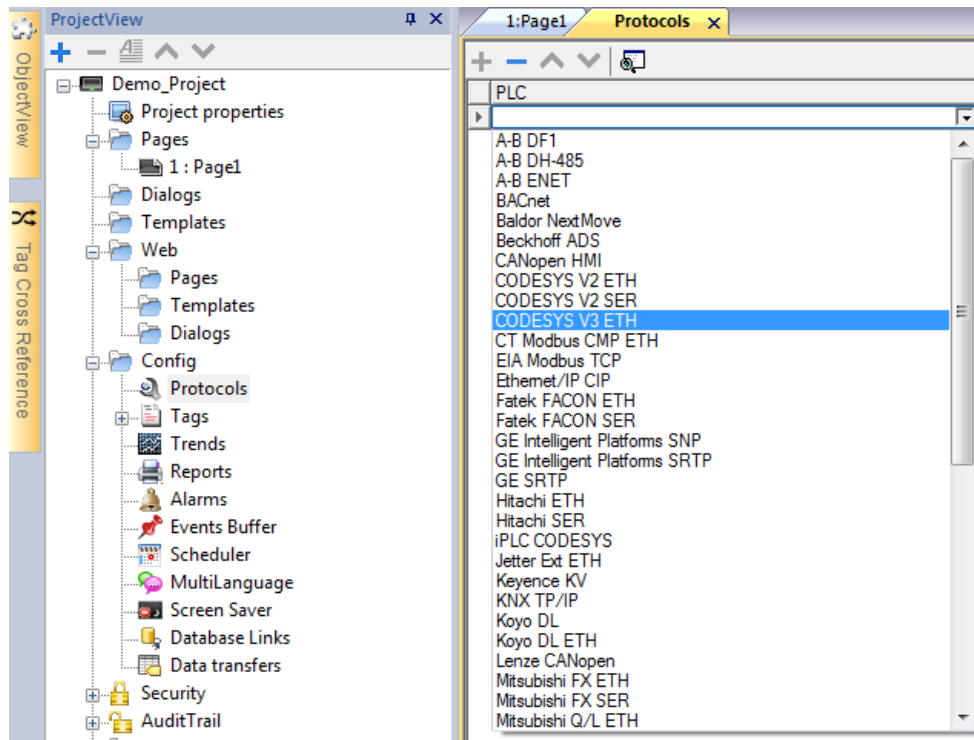 ObjectView
Tag Cross Reference
ProjectView
Demo_Project
Project properties
Pages
1 : Page1
Dialogs
Templates
Web
Pages
Templates
Dialogs
Config
Protocols
Tags
Trends
Reports
Alarms
Events Buffer
Scheduler
MultiLanguage
Screen Saver
Database Links
Data transfers
Security
AuditTrail
1:Page1 Protocols
PLC
A-B DF1
A-B DH-485
A-B ENET
BACnet
Baldor NextMove
Beckhoff ADS
CANopen HMI
CODESYS V2 ETH
CODESYS V2 SER
CODESYS V3 ETH
CT Modbus CMP ETH
EIA Modbus TCP
Ethernet/IP CIP
Fatek FACON ETH
Fatek FACON SER
GE Intelligent Platforms SNP
GE Intelligent Platforms SRTP
GE SRTP
Hitachi ETH
Hitachi SER
iPLC CODESYS
Jetter Ext ETH
Keyence KV
KNX TP/IP
Koyo DL
Koyo DL ETH
Lenze CANopen
Mitsubishi FX ETH
Mitsubishi FX SER
Mitsubishi Q/L ETH